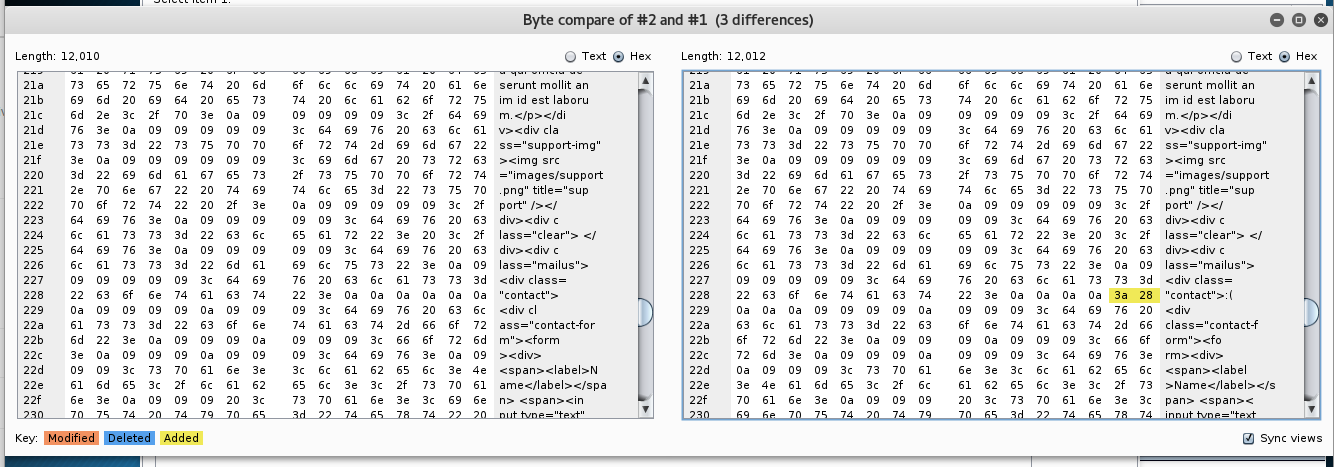 Select item 1:
Byte compare of #2 and #1 (3 differences)
Length: 12,010
Text Hex
21a 73 65 72 75 6e 74 20 6d 6f 6c 6c 69 74 20 61 6e serunt mollit an
21b 69 6d 20 69 64 20 65 73 74 20 6c 61 62 6f 72 75 im id est laboru
21c 6d 2e 3c 2f 70 3e 0a 09 09 09 09 09 3c 2f 64 69 m.</p></di
21d 76 3e 0a 09 09 09 09 09 3c 64 69 76 20 63 6c 61 v><div cla
21e 73 73 3d 22 73 75 70 70 6f 72 74 2d 69 6d 67 22 ss="support-img"
21f 3e 0a 09 09 09 09 09 09 3c 69 6d 67 20 73 72 63 ><img src
220 3d 22 69 6d 61 67 65 73 2f 73 75 70 70 6f 72 74 ="images/support
221 2e 70 6e 67 22 20 74 69 74 6c 65 3d 22 73 75 70 .png" title="sup
222 70 6f 72 74 22 20 2f 3e 0a 09 09 09 09 09 3c 2f port" /></
223 64 69 76 3e 0a 09 09 09 09 09 3c 64 69 76 20 63 div><div c
224 6c 61 73 73 3d 22 63 6c 65 61 72 22 3e 20 3c 2f lass="clear"> </
225 64 69 76 3e 0a 09 09 09 09 09 3c 64 69 76 20 63 div><div c
226 6c 61 73 73 3d 22 6d 61 69 6c 75 73 22 3e 0a 09 lass="mailus">
227 09 09 09 09 09 3c 64 69 76 20 63 6c 61 73 73 3d <div class=
228 22 63 6f 6e 74 61 63 74 22 3e 0a 0a 0a 0a 0a 0a "contact">
229 0a 0a 09 09 09 09 09 09 09 3c 64 69 76 20 63 6c <div cl
22a 61 73 73 3d 22 63 6f 6e 74 61 63 74 2d 66 6f 72 ass="contact-for
22b 6d 22 3e 0a 09 09 09 0a 09 09 09 3c 66 6f 72 6d m"><form
22c 3e 0a 09 09 09 0a 09 09 09 3c 64 69 76 3e 0a 09 ><div>
22d 09 09 3c 73 70 61 6e 3e 3c 6c 61 62 65 6c 3e 4e <span><label>N
22e 61 6d 65 3c 2f 6c 61 62 65 6c 3e 3c 2f 73 70 61 ame</label></spa
22f 6e 3e 0a 09 09 09 20 3c 73 70 61 6e 3e 3c 69 6e n> <span><in
230 70 75 74 20 74 79 70 65 3d 22 74 65 78 74 22 20 put type="text"
Length: 12,012
Text Hex
21a 73 65 72 75 6e 74 20 6d 6f 6c 6c 69 74 20 61 6e serunt mollit an
21b 69 6d 20 69 64 20 65 73 74 20 6c 61 62 6f 72 75 im id est laboru
21c 6d 2e 3c 2f 70 3e 0a 09 09 09 09 09 3c 2f 64 69 m.</p></di
21d 76 3e 0a 09 09 09 09 09 3c 64 69 76 20 63 6c 61 v><div cla
21e 73 73 3d 22 73 75 70 70 6f 72 74 2d 69 6d 67 22 ss="support-img"
21f 3e 0a 09 09 09 09 09 09 3c 69 6d 67 20 73 72 63 ><img src
220 3d 22 69 6d 61 67 65 73 2f 73 75 70 70 6f 72 74 ="images/support
221 2e 70 6e 67 22 20 74 69 74 6c 65 3d 22 73 75 70 .png" title="sup
222 70 6f 72 74 22 20 2f 3e 0a 09 09 09 09 09 3c 2f port" /></
223 64 69 76 3e 0a 09 09 09 09 09 3c 64 69 76 20 63 div><div c
224 6c 61 73 73 3d 22 63 6c 65 61 72 22 3e 20 3c 2f lass="clear"> </
225 64 69 76 3e 0a 09 09 09 09 09 3c 64 69 76 20 63 div><div c
226 6c 61 73 73 3d 22 6d 61 69 6c 75 73 22 3e 0a 09 lass="mailus">
227 09 09 09 09 09 3c 64 69 76 20 63 6c 61 73 73 3d <div class=
228 22 63 6f 6e 74 61 63 74 22 3e 0a 0a 0a 0a 3a 28 "contact">:(
229 0a 0a 0a 0a 09 09 09 09 09 09 09 3c 64 69 76 20 <div
22a 63 6c 61 73 73 3d 22 63 6f 6e 74 61 63 74 2d 66 class="contact-f
22b 6f 72 6d 22 3e 0a 09 09 09 0a 09 09 09 3c 66 6f orm"><fo
22c 72 6d 3e 0a 09 09 09 0a 09 09 09 3c 64 69 76 3e rm><div>
22d 0a 09 09 09 3c 73 70 61 6e 3e 3c 6c 61 62 65 6c <span><label
22e 3e 4e 61 6d 65 3c 2f 6c 61 62 65 6c 3e 3c 2f 73 >Name</label></s
22f 70 61 6e 3e 0a 09 09 09 20 3c 73 70 61 6e 3e 3c pan> <span><
230 69 6e 70 75 74 20 74 79 70 65 3d 22 74 65 78 74 input type="text
Key: Modified Deleted Added
Sync views